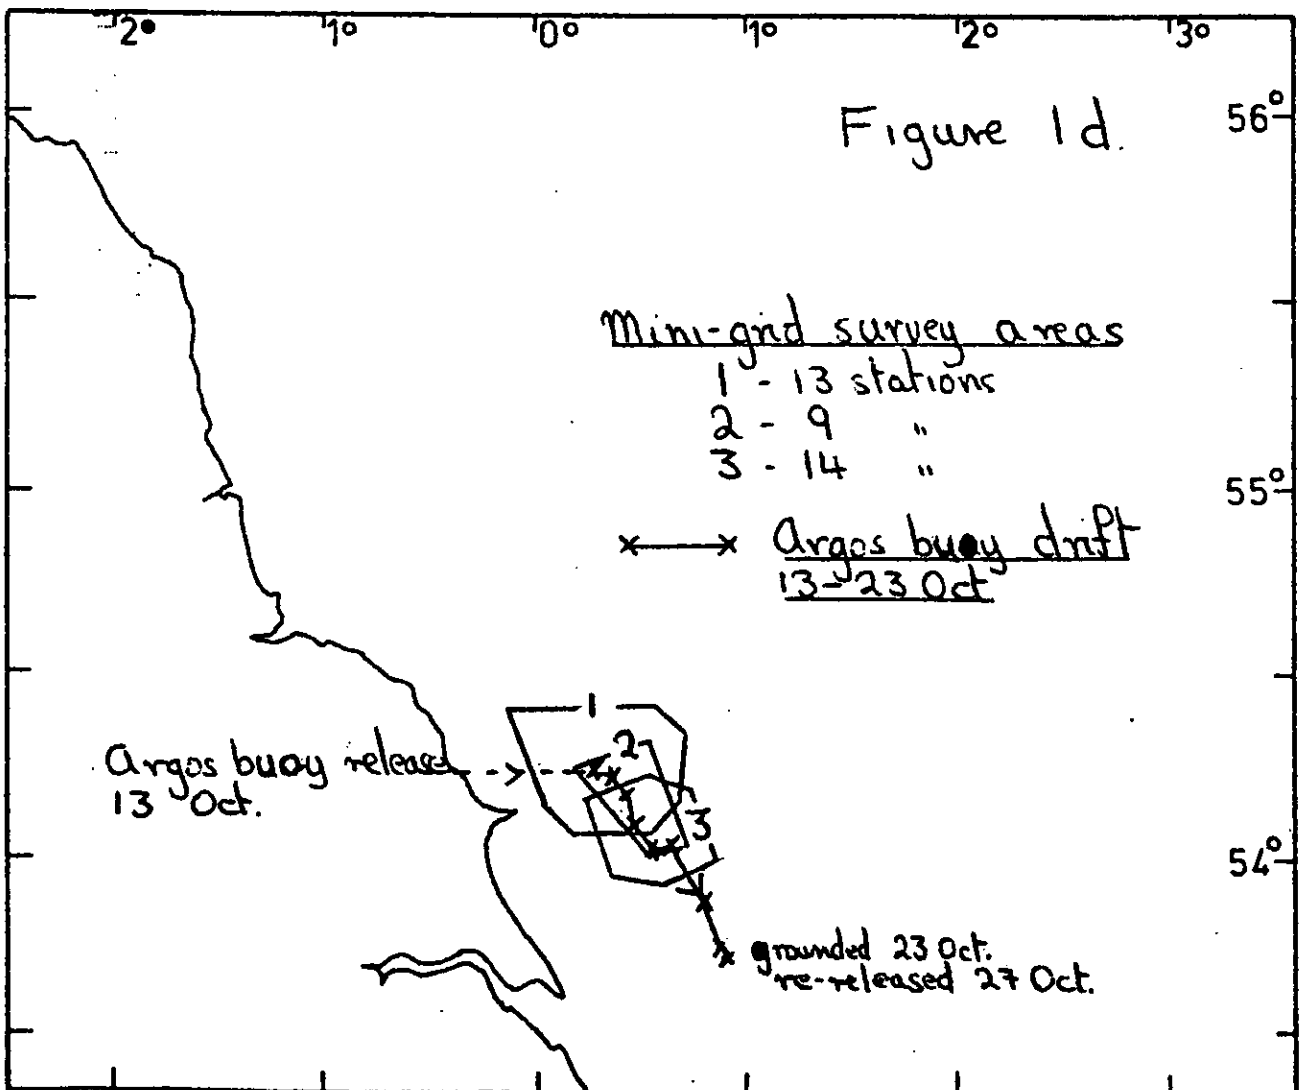 2° 1° 0° 1° 2° 3°
56°
Figure 1d.
Mini-grid survey areas
1 - 13 stations
2 - 9 "
3 - 14 "
55°
Argos buoy drift
13-23 Oct
1
2
Argos buoy release
13 Oct.
3
54°
grounded 23 Oct.
re-released 27 Oct.